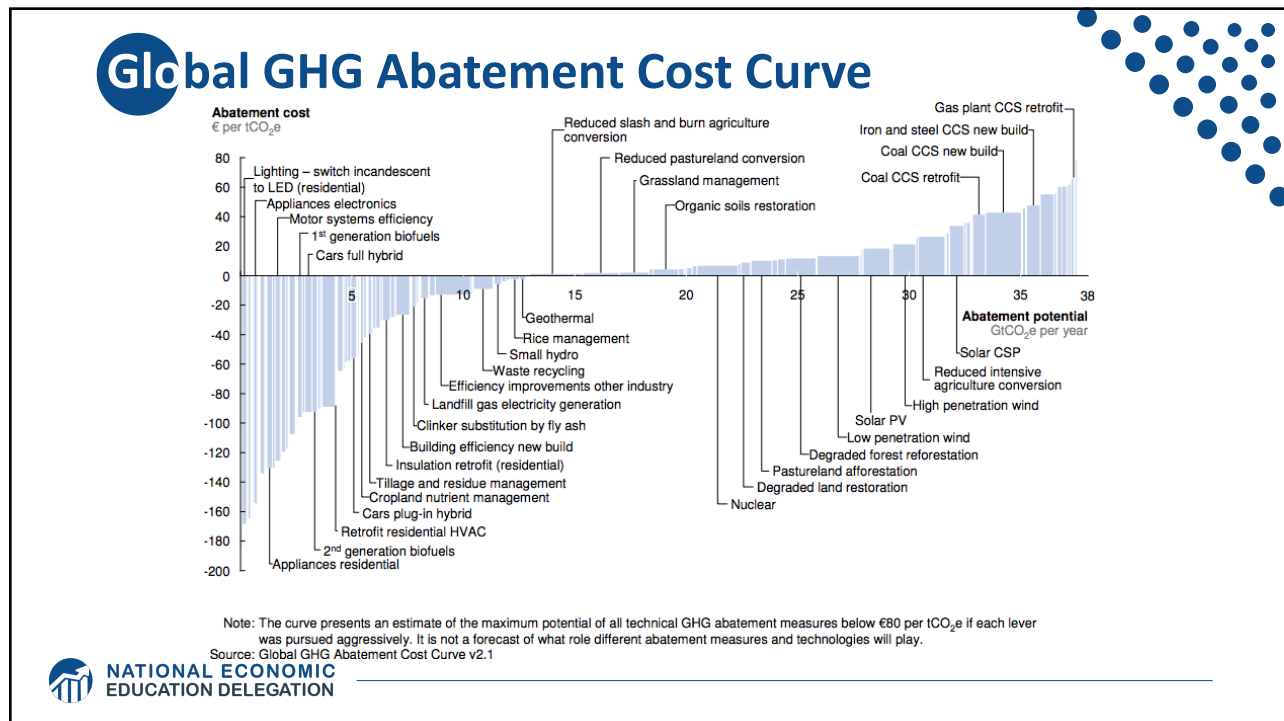 Global GHG Abatement Cost Curve
Abatement cost
€ per tCO2e
80
60
40
20
0
-20
-40
-60
-80
-100
-120
-140
-160
-180
-200
Lighting – switch incandescent
to LED (residential)
Appliances electronics
Motor systems efficiency
1st generation biofuels
Cars full hybrid
Reduced slash and burn agriculture
conversion
Reduced pastureland conversion
Grassland management
Organic soils restoration
Gas plant CCS retrofit
Iron and steel CCS new build
Coal CCS new build
Coal CCS retrofit
5
10
15
20
25
30
35
38
Abatement potential
GtCO2e per year
Geothermal
Rice management
Small hydro
Waste recycling
Efficiency improvements other industry
Landfill gas electricity generation
Clinker substitution by fly ash
Building efficiency new build
Insulation retrofit (residential)
Tillage and residue management
Cropland nutrient management
Cars plug-in hybrid
Retrofit residential HVAC
2nd generation biofuels
Appliances residential
Solar CSP
Reduced intensive
agriculture conversion
High penetration wind
Solar PV
Low penetration wind
Degraded forest reforestation
Pastureland afforestation
Degraded land restoration
Nuclear
Note: The curve presents an estimate of the maximum potential of all technical GHG abatement measures below €80 per tCO2e if each lever
was pursued aggressively. It is not a forecast of what role different abatement measures and technologies will play.
Source: Global GHG Abatement Cost Curve v2.1
NATIONAL ECONOMIC
EDUCATION DELEGATION